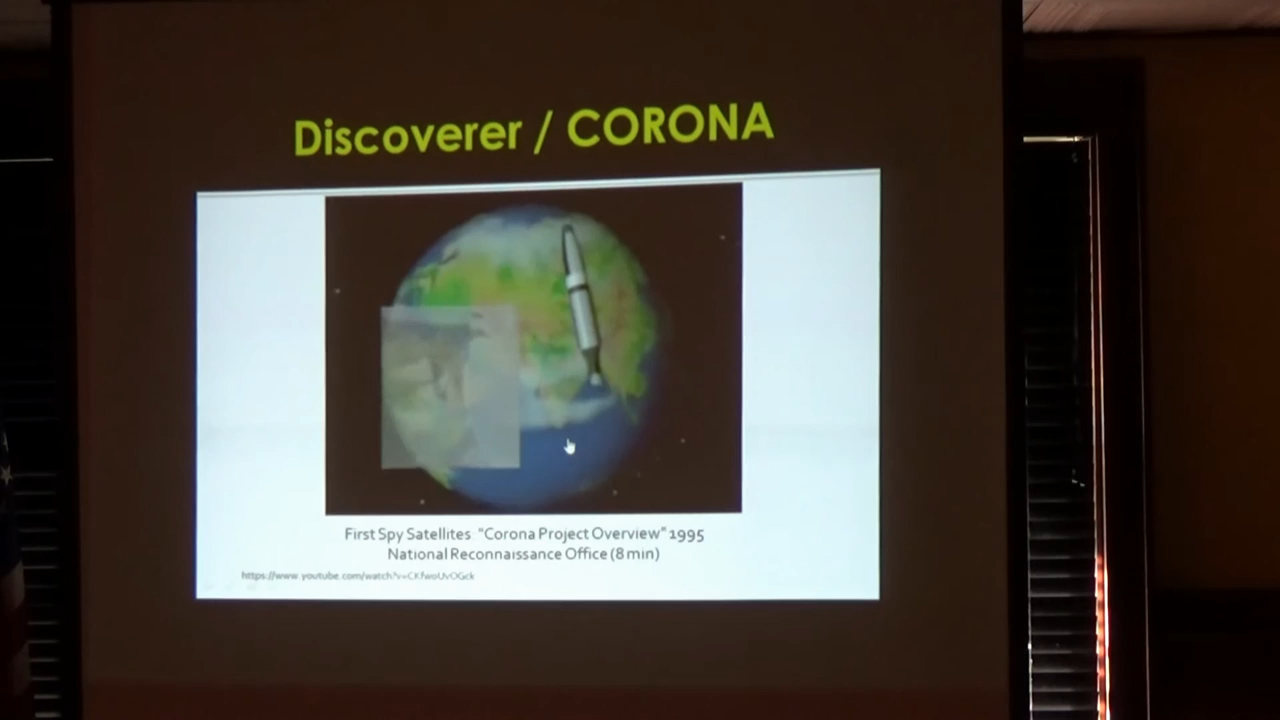 Discoverer / CORONA
First Spy Satellites: "Corona Project Overview" 1995
National Reconnaissance Office (8 min)
https://www.youtube.com/watch?v=CKfwoUvOGck